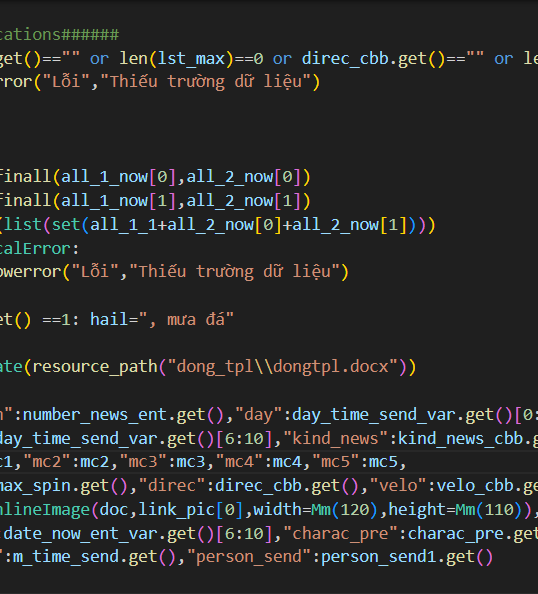 cations######
get()=="" or len(lst_max)==0 or direc_cbb.get()=="" or le
rror("Lỗi","Thiếu trường dữ liệu")
finall(all_1_now[0],all_2_now[0])
finall(all_1_now[1],all_2_now[1])
(list(set(all_1_1+all_2_now[0]+all_2_now[1])))
calError:
owerror("Lỗi","Thiếu trường dữ liệu")
et() ==1: hail=", mưa đá"
ate(resource_path("dong_tpl\\dongtpl.docx"))
n":number_news_ent.get(),"day":day_time_send_var.get()[0:
day_time_send_var.get()[6:10],"kind_news":kind_news_cbb.g
c1,"mc2":mc2,"mc3":mc3,"mc4":mc4,"mc5":mc5,
max_spin.get(),"direc":direc_cbb.get(),"velo":velo_cbb.ge
nlineImage(doc,link_pic[0],width=Mm(120),height=Mm(110)),
:date_now_ent_var.get()[6:10],"charac_pre":charac_pre.get
":m_time_send.get(),"person_send":person_send1.get()